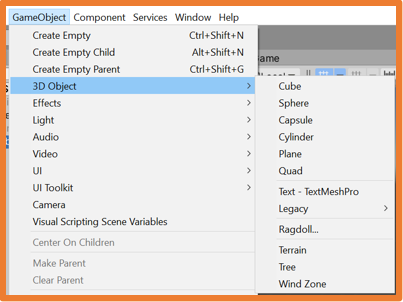 GameObject Component Services Window Help
Create Empty Ctrl+Shift+N
Create Empty Child Alt+Shift+N
Create Empty Parent Ctrl+Shift+G
3D Object
Effects
Light
Audio
Video
UI
UI Toolkit
Camera
Visual Scripting Scene Variables
Center On Children
Make Parent
Clear Parent
Cube
Sphere
Capsule
Cylinder
Plane
Quad
Text - TextMeshPro
Legacy
Ragdoll...
Terrain
Tree
Wind Zone